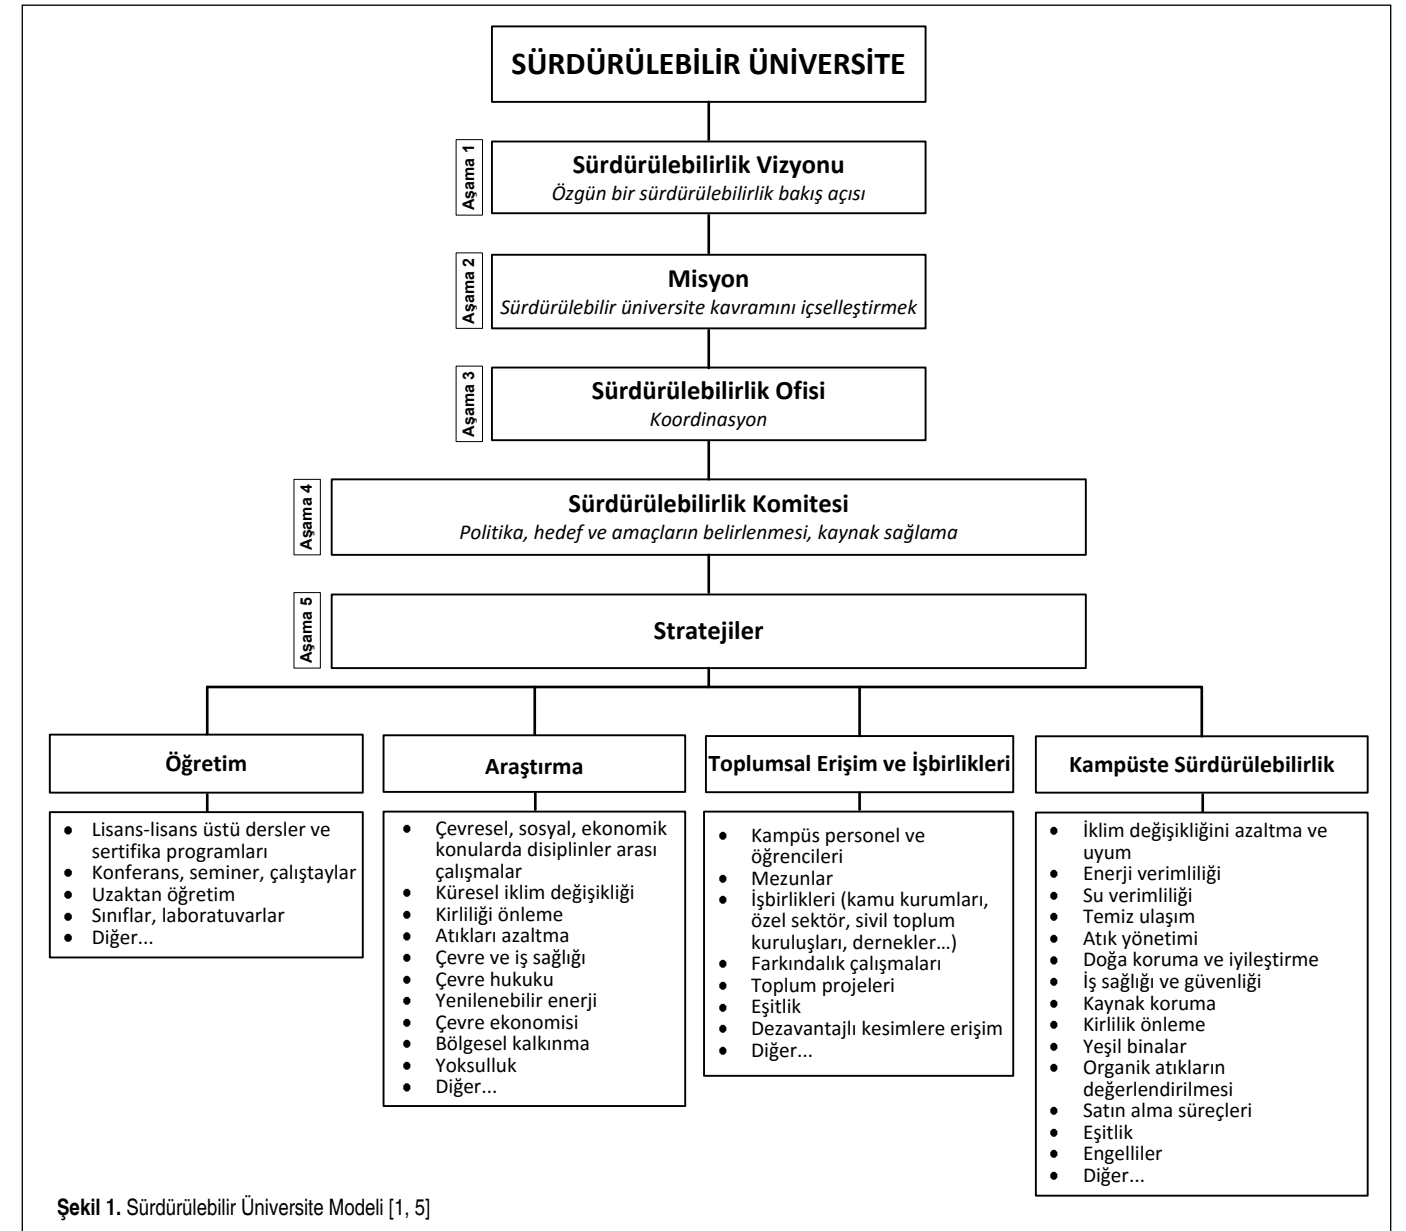 SÜRDÜRÜLEBİLİR ÜNİVERSİTE
Aşama 1
Sürdürülebilirlik Vizyonu
Özgün bir sürdürülebilirlik bakış açısı
Aşama 2
Misyon
Sürdürülebilir üniversite kavramını içselleştirmek
Aşama 3
Sürdürülebilirlik Ofisi
Koordinasyon
Aşama 4
Sürdürülebilirlik Komitesi
Politika, hedef ve amaçların belirlenmesi, kaynak sağlama
Aşama 5
Stratejiler
Öğretim
• Lisans-lisans üstü dersler ve
sertifika programları
• Konferans, seminer, çalıştaylar
• Uzaktan öğretim
• Sınıflar, laboratuvarlar
• Diğer...
Araştırma
• Çevresel, sosyal, ekonomik
konularda disiplinler arası
çalışmalar
• Küresel iklim değişikliği
• Kirliliği önleme
• Atıkları azaltma
• Çevre ve iş sağlığı
• Çevre hukuku
• Yenilenebilir enerji
• Çevre ekonomisi
• Bölgesel kalkınma
• Yoksulluk
• Diğer...
Toplumsal Erişim ve İşbirlikleri
• Kampüs personel ve
öğrencileri
• Mezunlar
• İşbirlikleri (kamu kurumları,
özel sektör, sivil toplum
kuruluşları, dernekler...)
• Farkındalık çalışmaları
• Toplum projeleri
• Eşitlik
• Dezavantajlı kesimlere erişim
• Diğer...
Kampüste Sürdürülebilirlik
• İklim değişikliğini azaltma ve
uyum
• Enerji verimliliği
• Su verimliliği
• Temiz ulaşım
• Atık yönetimi
• Doğa koruma ve iyileştirme
• İş sağlığı ve güvenliği
• Kaynak koruma
• Kirlilik önleme
• Yeşil binalar
• Organik atıkların
değerlendirilmesi
• Satın alma süreçleri
• Eşitlik
• Engelliler
• Diğer...
Şekil 1. Sürdürülebilir Üniversite Modeli [1, 5]